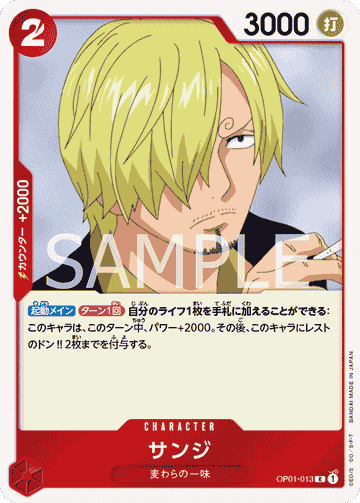 2
3000
打
カウンター +2000
SAMPLE
起動メイン ターン1回 自分のライフ1枚を手札に加えることができる:
このキャラは、このターン中、パワー+2000。その後、このキャラにレスト
のドン!!2枚までを付与する。
CHARACTER
サンジ
麦わらの一味
OP01-013 R 1
©E.O./S. ©O./S・F・T BANDAI MADE IN JAPAN